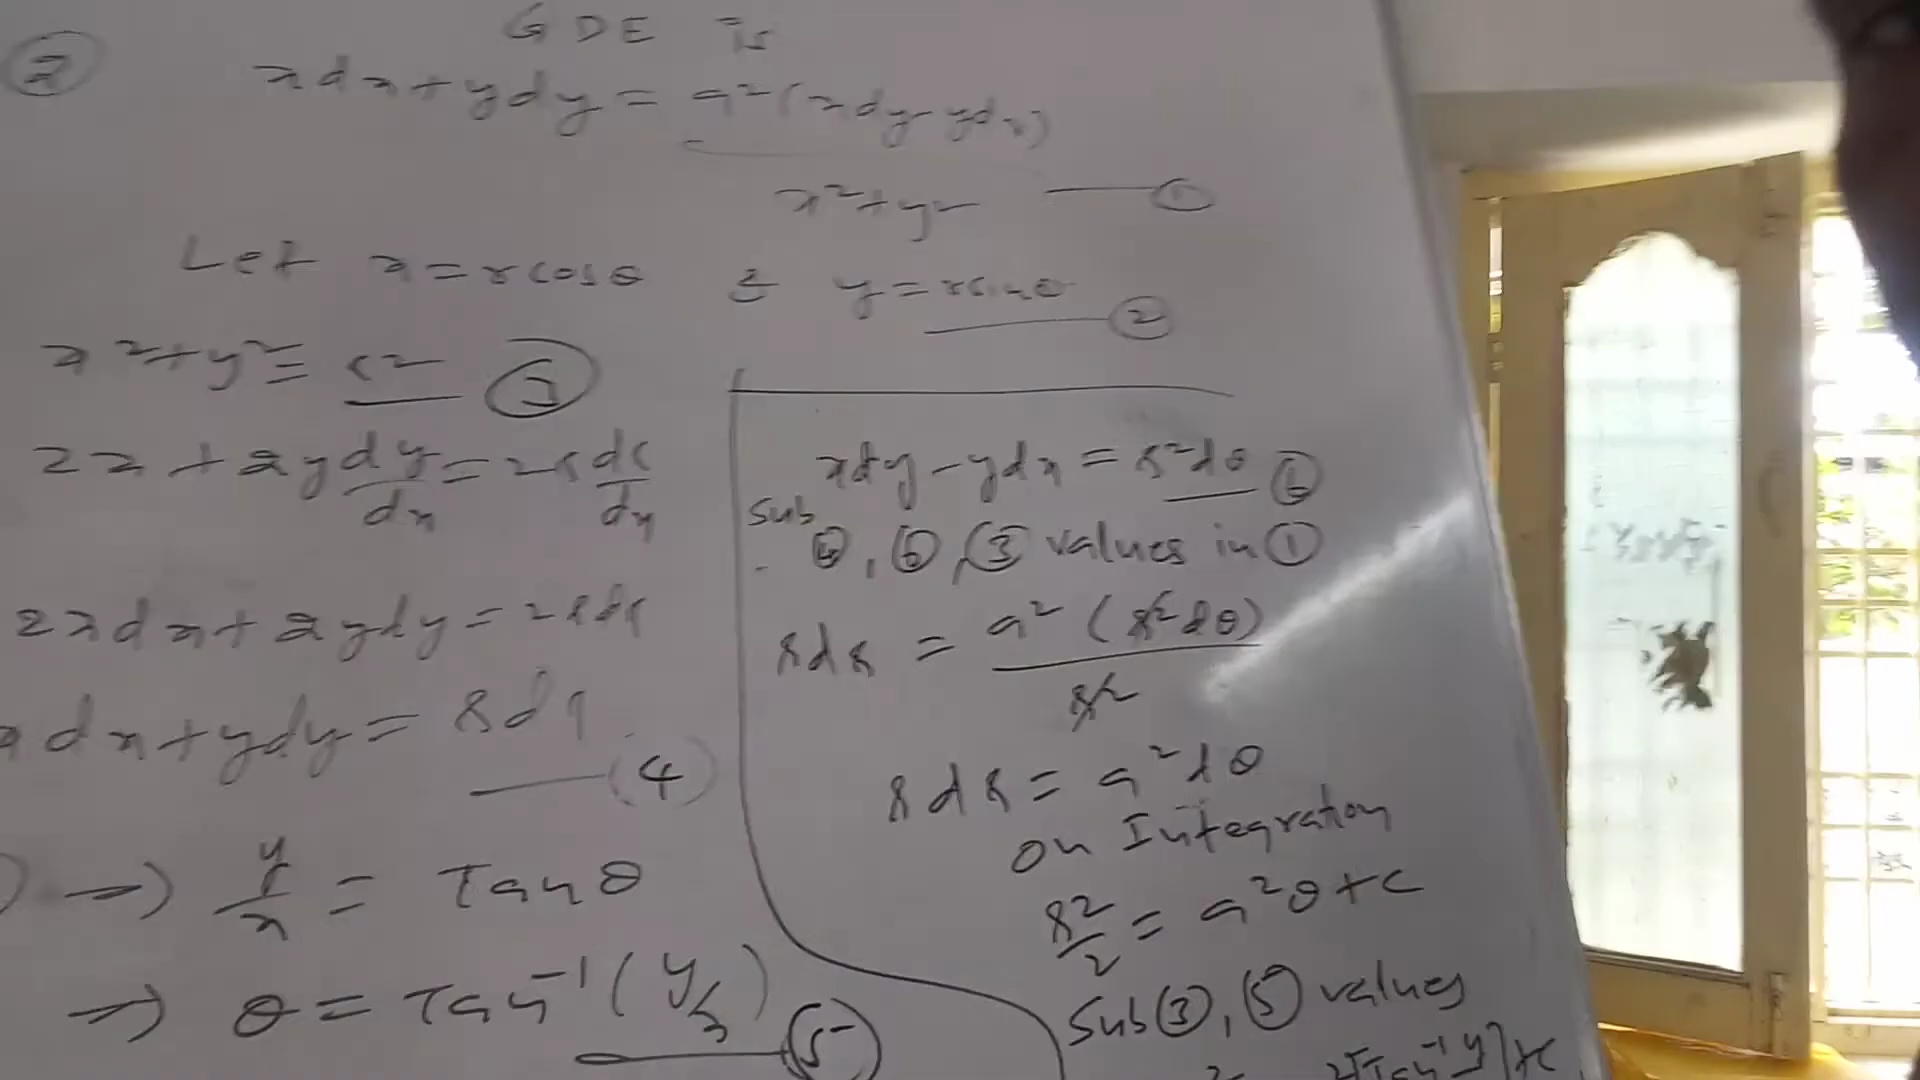 ② GDE is
xdx + ydy = a²(xdy - ydx)
x² + y² —— ①
Let x = rcosθ & y = rsinθ
—— ②
x² + y² = r² ③
2x + 2y dy/dx = 2r dr/dx
2xdx + 2ydy = 2rdr
xdx + ydy = rdr
—— (4)
⇒ y/x = Tanθ
⇒ θ = Tan⁻¹(y/x)
—— ⑤
xdy - ydx = r²dθ ⑥
Sub
④, ⑥, ③ values in ①
rdr = a²(r²dθ)/r²
rdr = a²dθ
on Integration
r²/2 = a²θ + c
Sub ③, ⑤ values